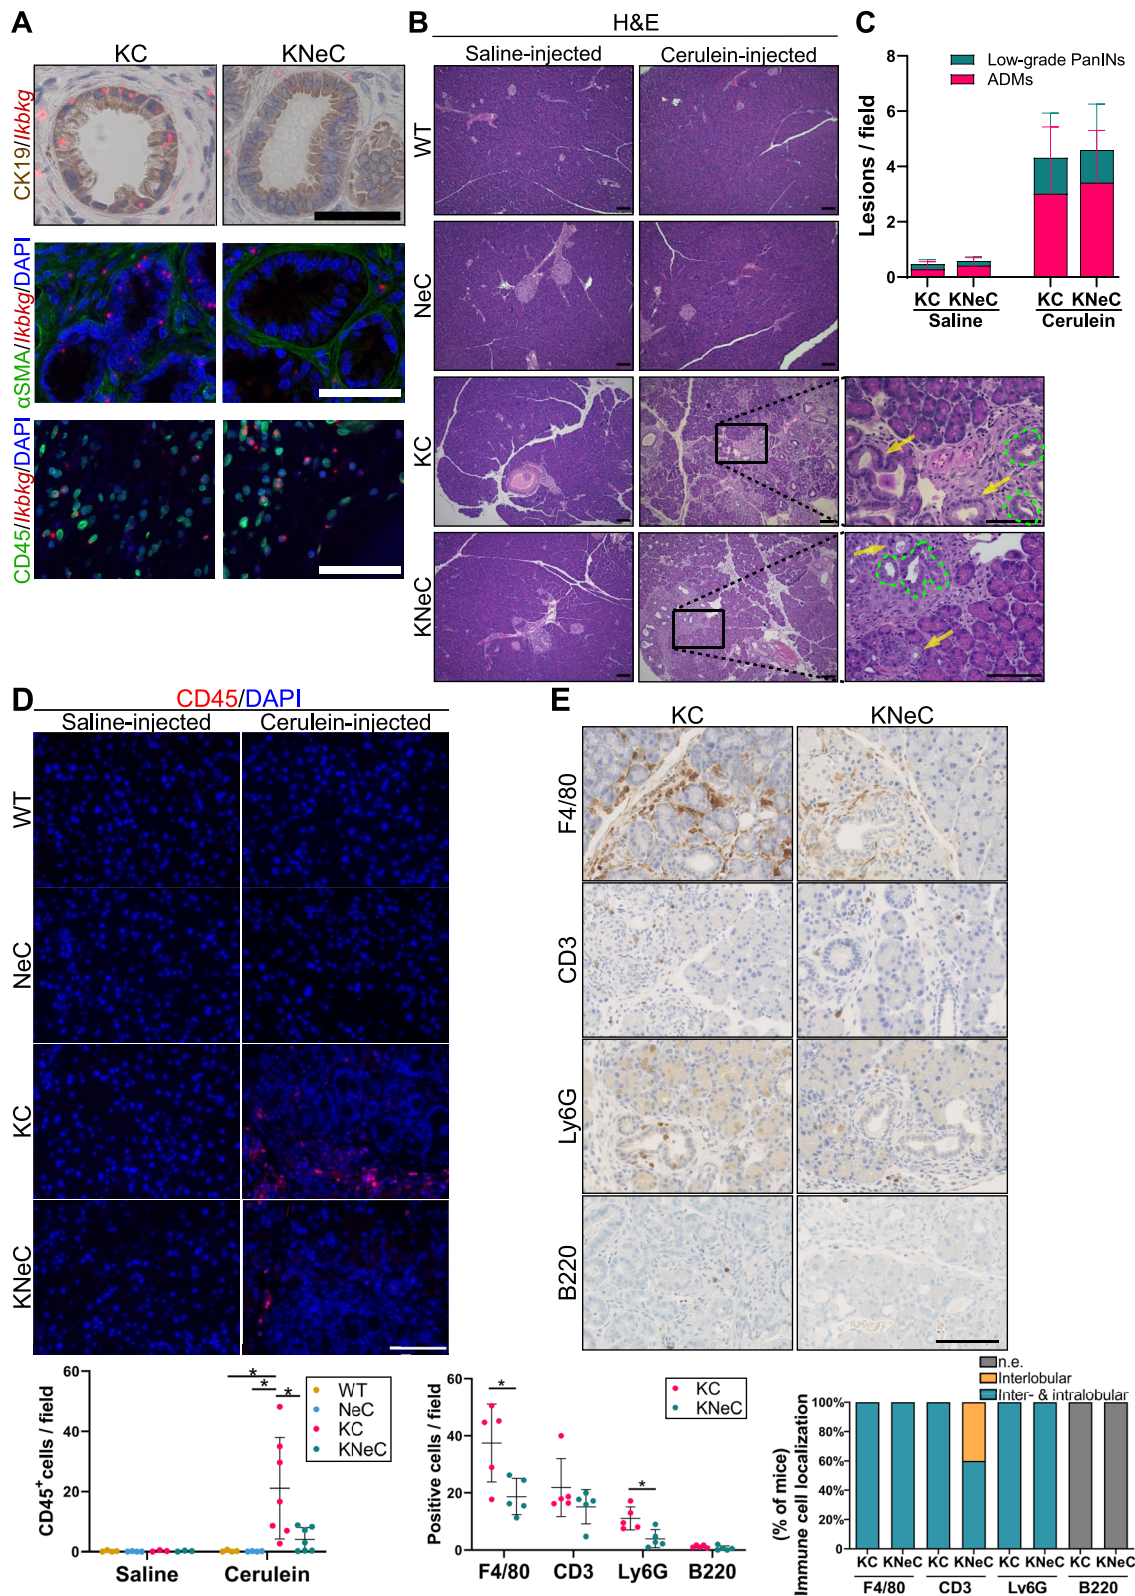 A
KC
KNeC
CK19/Ikbkg
αSMA/Ikbkg/DAPI
CD45/Ikbkg/DAPI
B
H&E
Saline-injected
Cerulein-injected
WT
NeC
KC
KNeC
C
Low-grade PanINs
ADMs
Lesions / field
8
6
4
2
0
KC KNeC KC KNeC
Saline Cerulein
D
CD45/DAPI
Saline-injected
Cerulein-injected
WT
NeC
KC
KNeC
CD45+ cells / field
60
40
20
0
*
*
*
WT
NeC
KC
KNeC
Saline Cerulein
E
KC
KNeC
F4/80
CD3
Ly6G
B220
Positive cells / field
60
40
20
0
*
*
KC
KNeC
F4/80 CD3 Ly6G B220
n.e.
Interlobular
Inter- & intralobular
Immune cell localization
(% of mice)
100%
80%
60%
40%
20%
0%
KC KNeC KC KNeC KC KNeC KC KNeC
F4/80 CD3 Ly6G B220